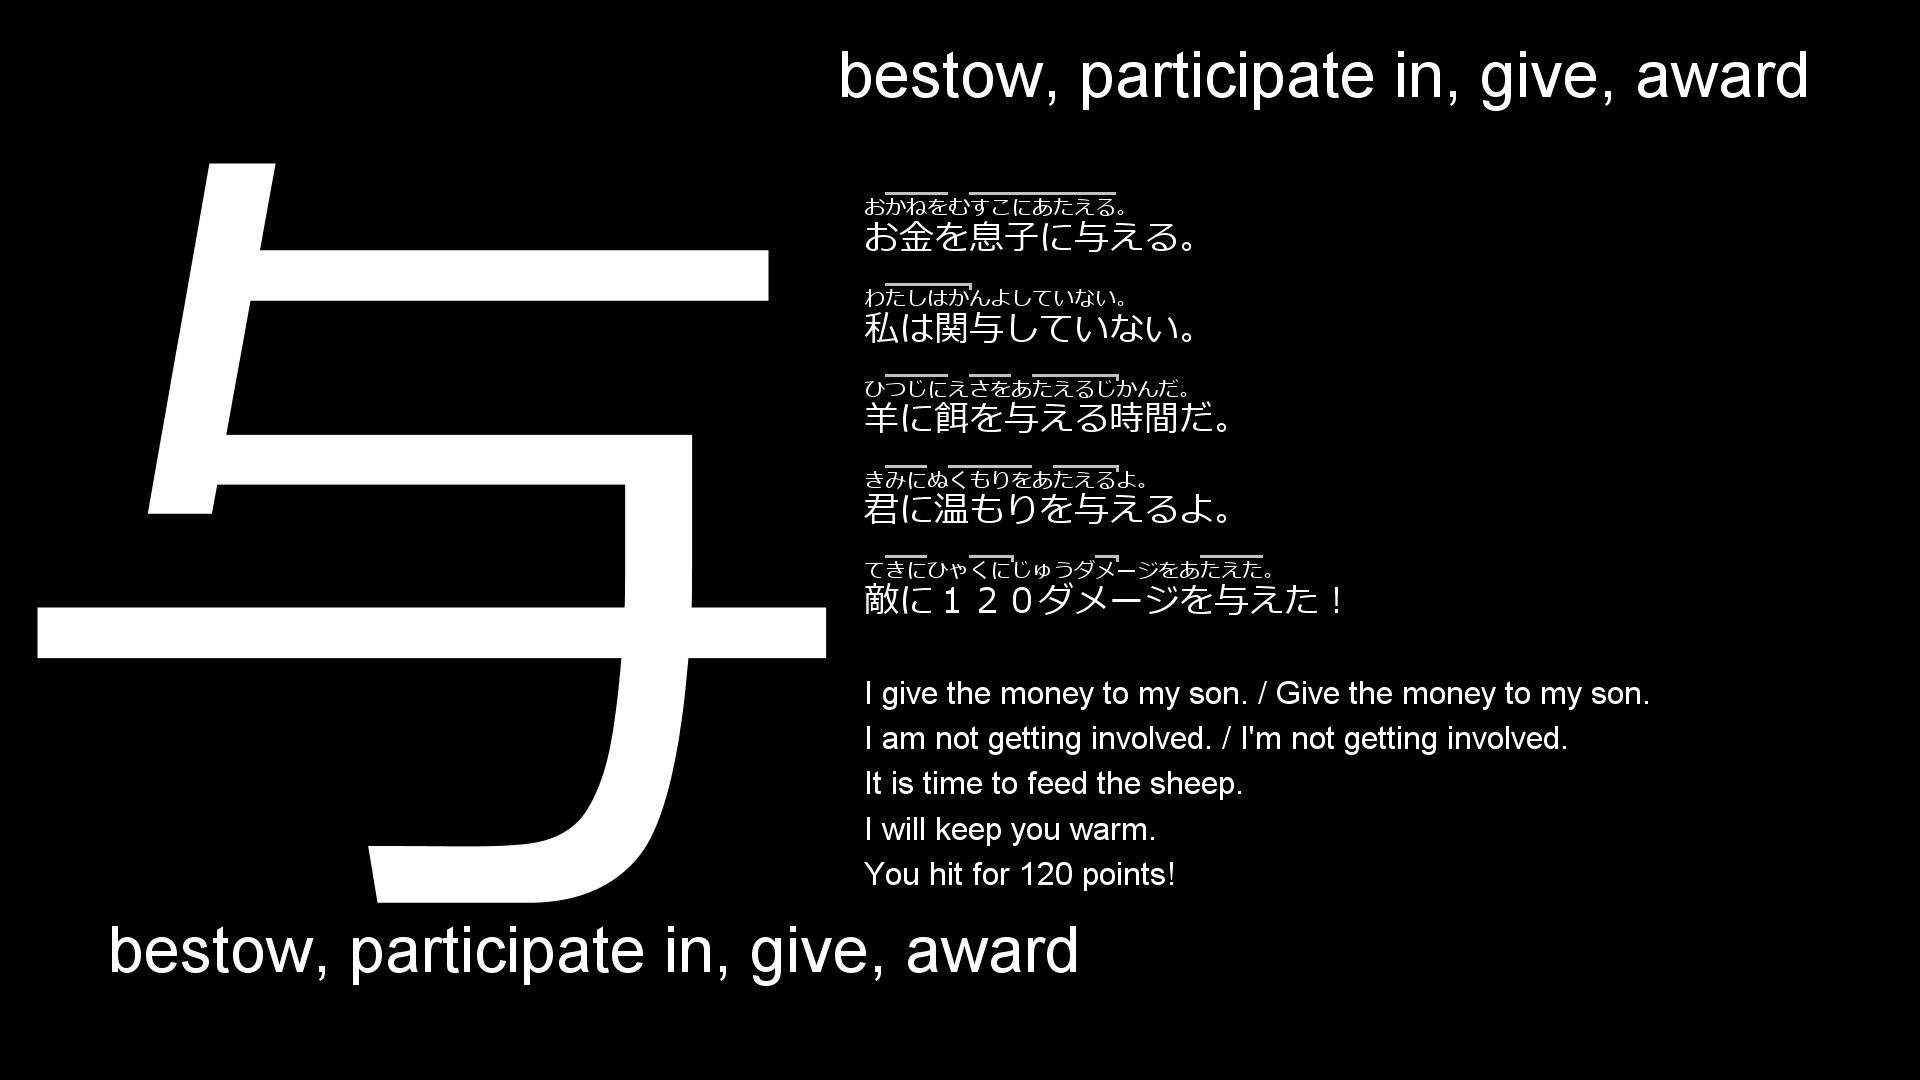 bestow, participate in, give, award
与
おかねをむすこにあたえる。
お金を息子に与える。
わたしはかんよしていない。
私は関与していない。
ひつじにえさをあたえるじかんだ。
羊に餌を与える時間だ。
きみにぬくもりをあたえるよ。
君に温もりを与えるよ。
てきにひゃくにじゅうダメージをあたえた。
敵に１２０ダメージを与えた！
I give the money to my son. / Give the money to my son.
I am not getting involved. / I'm not getting involved.
It is time to feed the sheep.
I will keep you warm.
You hit for 120 points!
bestow, participate in, give, award